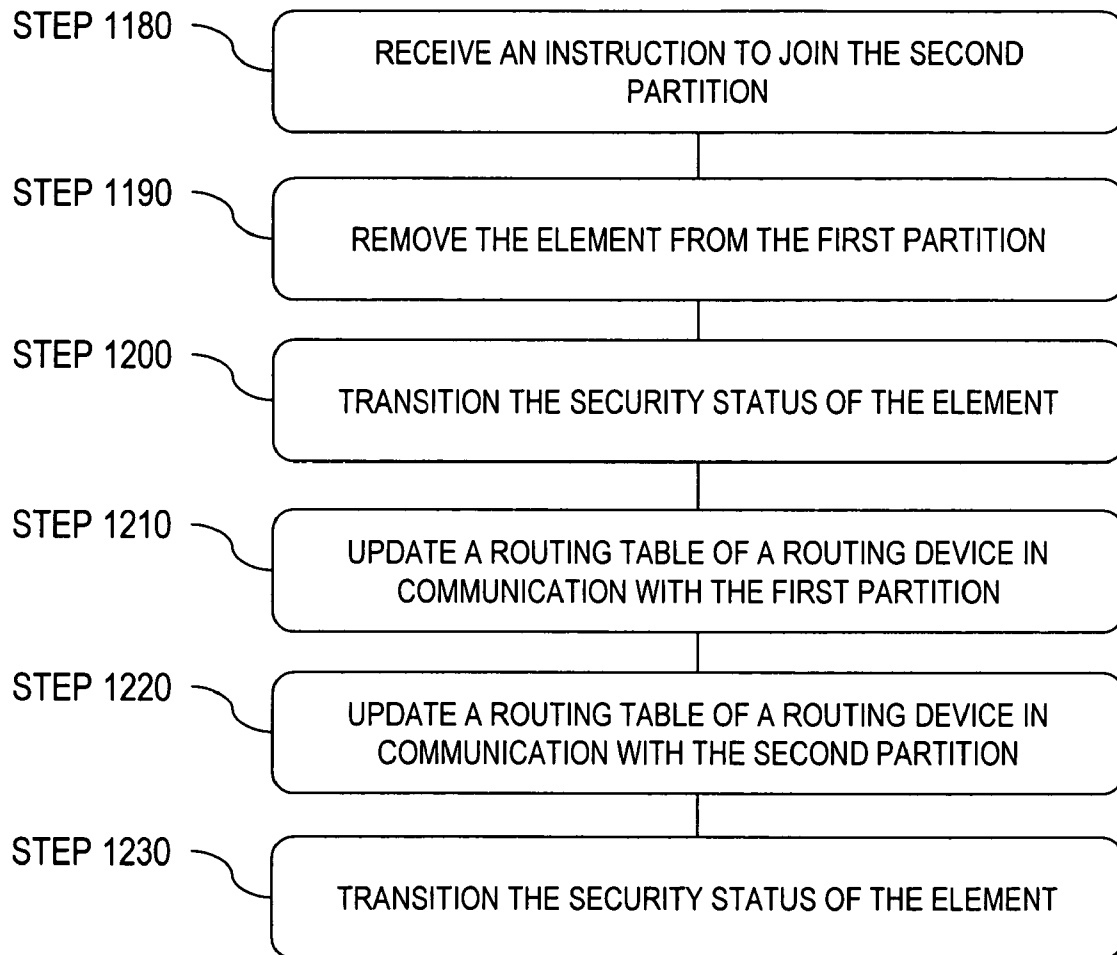 STEP 1180
RECEIVE AN INSTRUCTION TO JOIN THE SECOND
PARTITION
STEP 1190
REMOVE THE ELEMENT FROM THE FIRST PARTITION
STEP 1200
TRANSITION THE SECURITY STATUS OF THE ELEMENT
STEP 1210
UPDATE A ROUTING TABLE OF A ROUTING DEVICE IN
COMMUNICATION WITH THE FIRST PARTITION
STEP 1220
UPDATE A ROUTING TABLE OF A ROUTING DEVICE IN
COMMUNICATION WITH THE SECOND PARTITION
STEP 1230
TRANSITION THE SECURITY STATUS OF THE ELEMENT